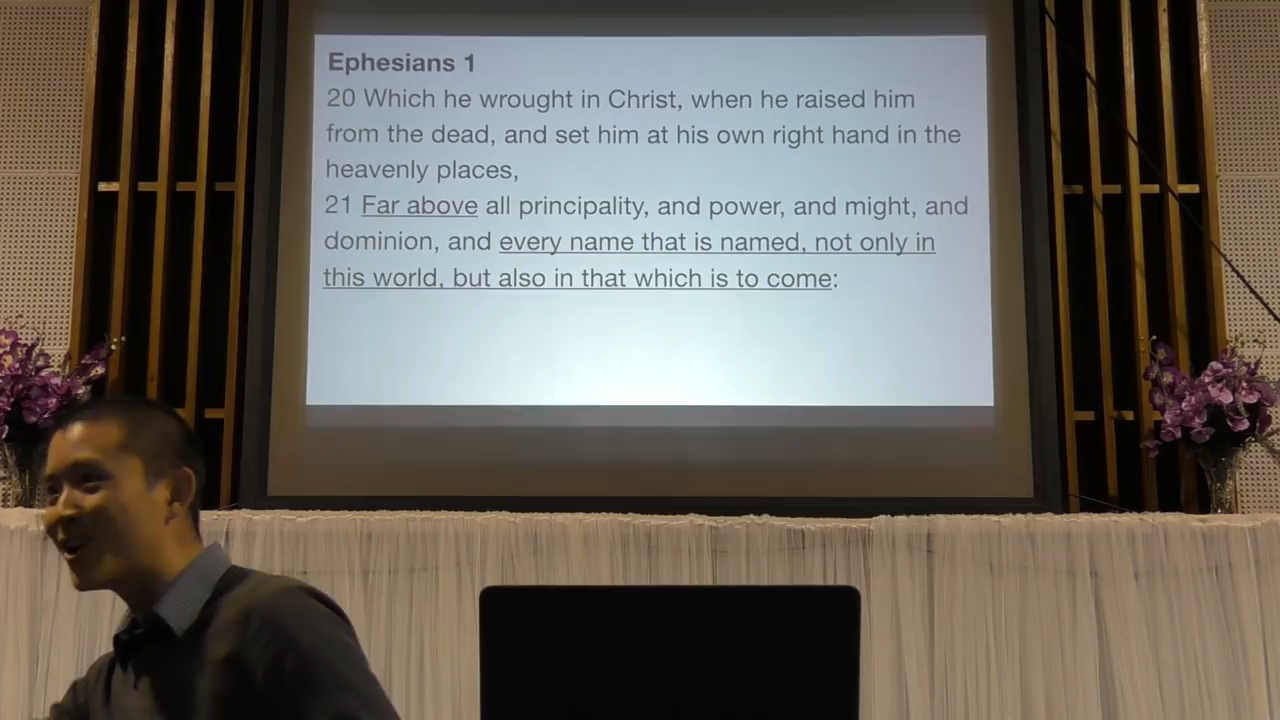 Ephesians 1
20 Which he wrought in Christ, when he raised him
from the dead, and set him at his own right hand in the
heavenly places,
21 Far above all principality, and power, and might, and
dominion, and every name that is named, not only in
this world, but also in that which is to come: